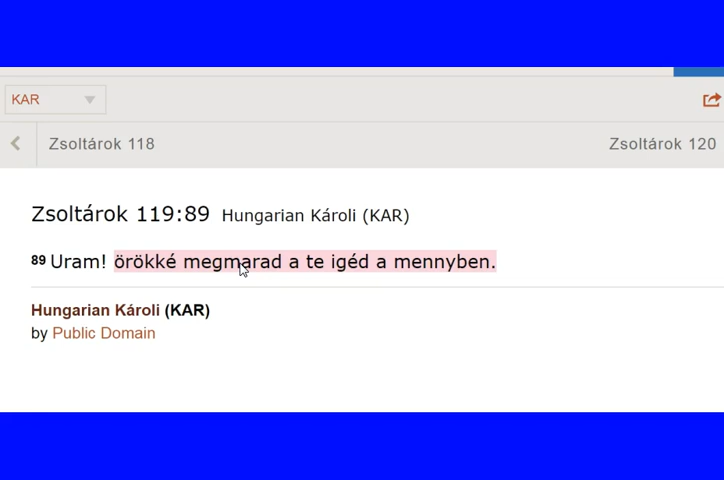 KAR
Zsoltárok 118
Zsoltárok 120
Zsoltárok 119:89 Hungarian Károli (KAR)
89 Uram! örökké megmarad a te igéd a mennyben.
Hungarian Károli (KAR)
by Public Domain